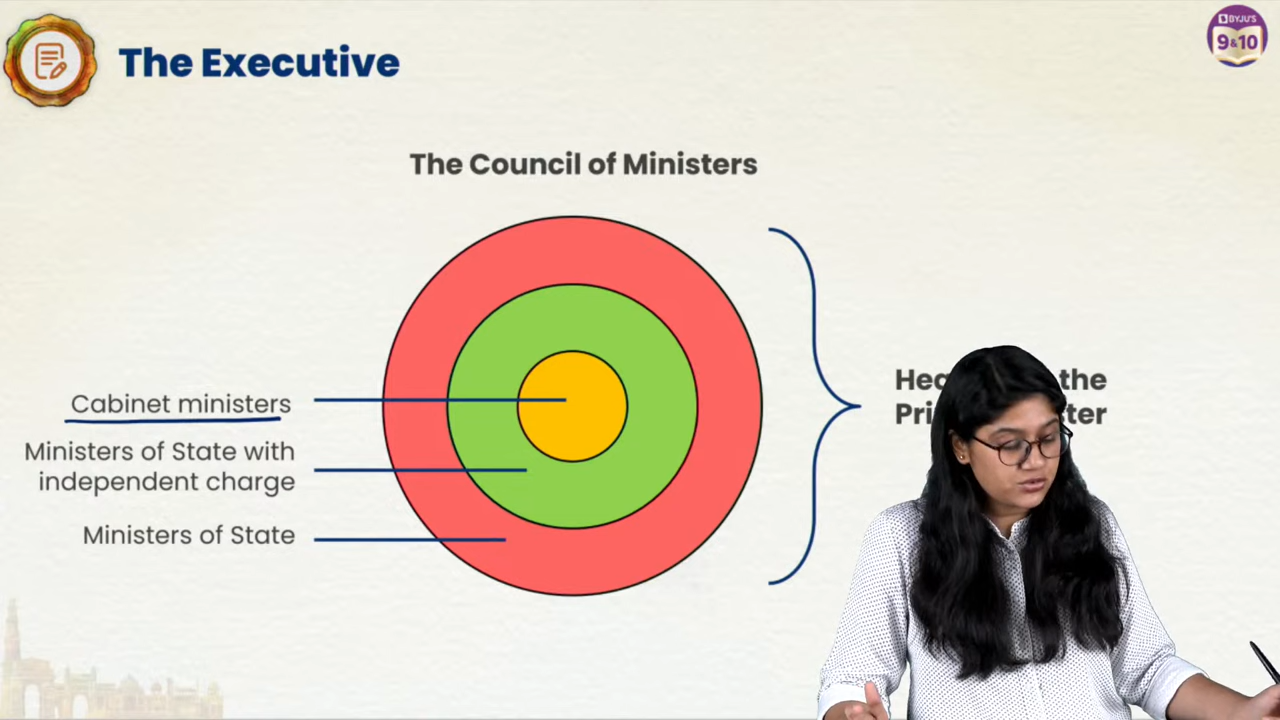 The Executive
BYJU'S
9&10
The Council of Ministers
Cabinet ministers
Ministers of State with
independent charge
Ministers of State
the